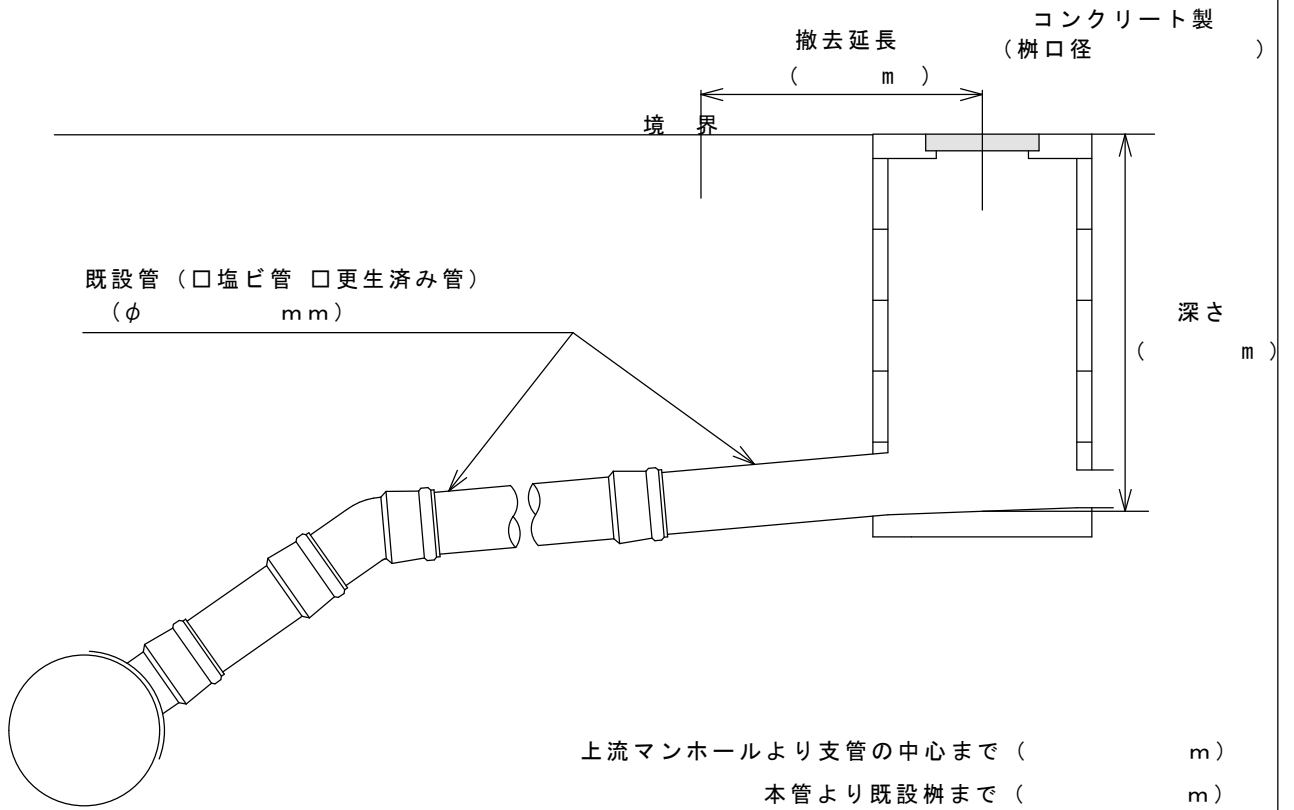 コンクリート製
（桝口径　　　　　　）
撤去延長
（　　　ｍ　）
境　界
既設管（□塩ビ管　□更生済み管）
（φ　　　　　ｍｍ）
深さ
（　　　　ｍ）
上流マンホールより支管の中心まで（　　　　　　ｍ）
本管より既設桝まで（　　　　　　ｍ）